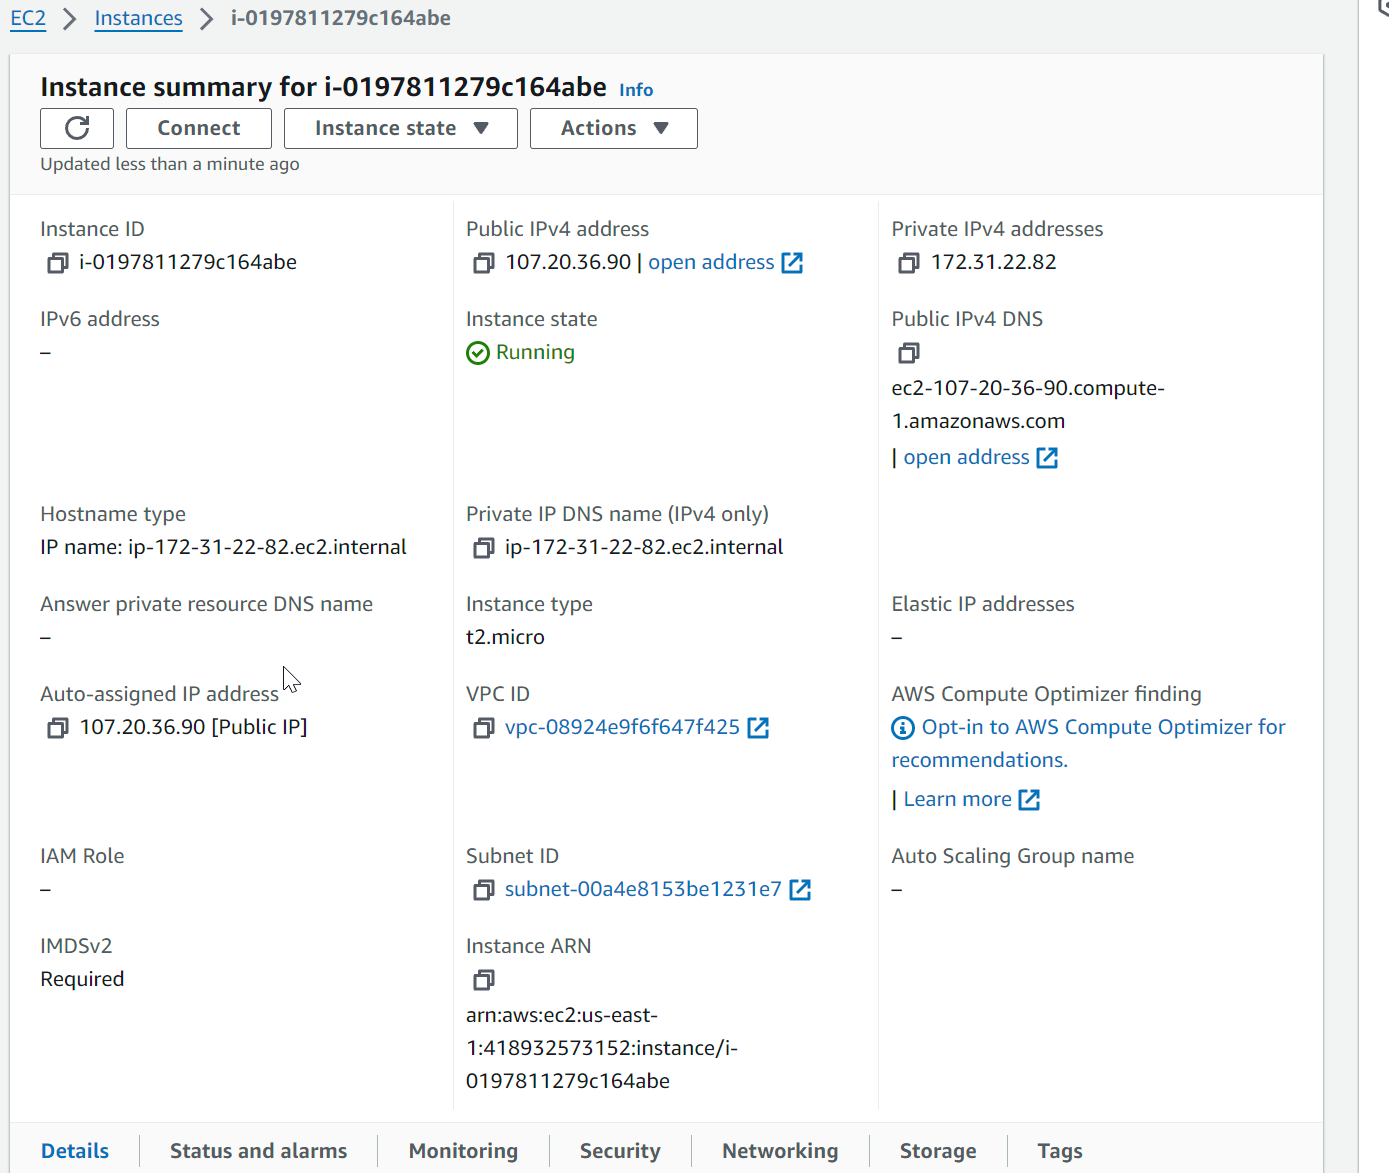 EC2 > Instances > i-0197811279c164abe
Instance summary for i-0197811279c164abe Info
Connect Instance state Actions
Updated less than a minute ago
Instance ID
i-0197811279c164abe
Public IPv4 address
107.20.36.90 | open address
Private IPv4 addresses
172.31.22.82
IPv6 address
–
Instance state
Running
Public IPv4 DNS
ec2-107-20-36-90.compute-
1.amazonaws.com
| open address
Hostname type
IP name: ip-172-31-22-82.ec2.internal
Private IP DNS name (IPv4 only)
ip-172-31-22-82.ec2.internal
Answer private resource DNS name
–
Instance type
t2.micro
Elastic IP addresses
–
Auto-assigned IP address
107.20.36.90 [Public IP]
VPC ID
vpc-08924e9f6f647f425
AWS Compute Optimizer finding
Opt-in to AWS Compute Optimizer for
recommendations.
| Learn more
IAM Role
–
Subnet ID
subnet-00a4e8153be1231e7
Auto Scaling Group name
–
IMDSv2
Required
Instance ARN
arn:aws:ec2:us-east-
1:418932573152:instance/i-
0197811279c164abe
Details Status and alarms Monitoring Security Networking Storage Tags